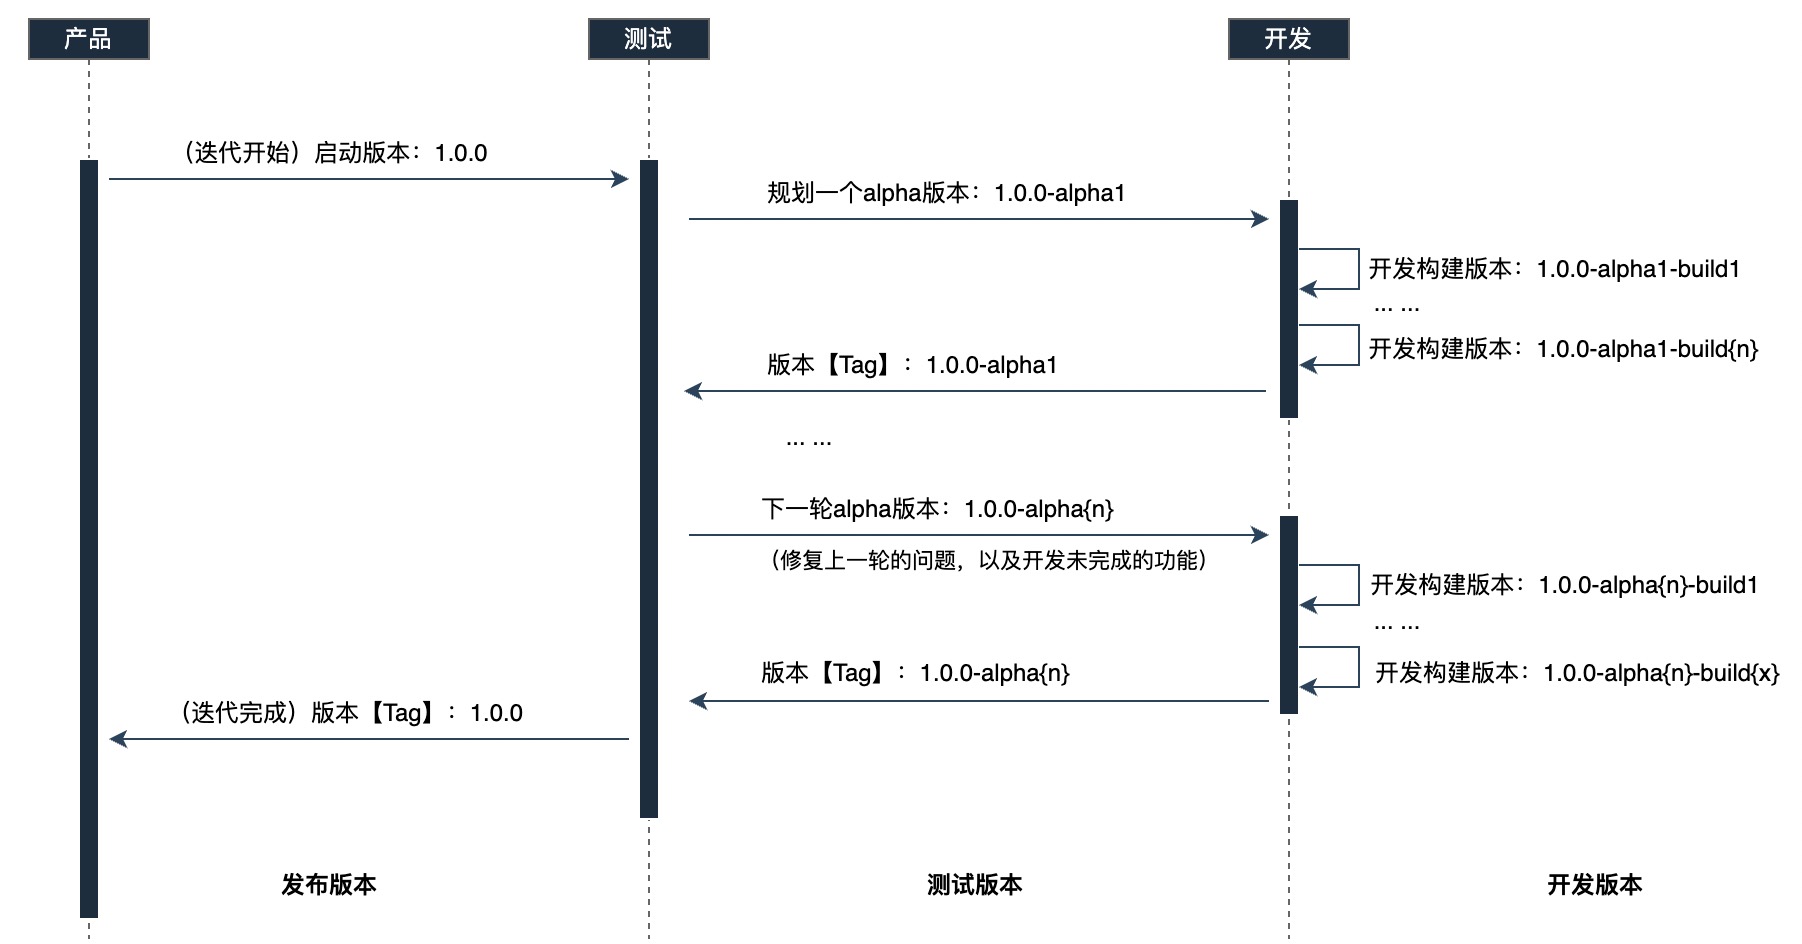 产品
测试
开发
（迭代开始）启动版本：1.0.0
规划一个alpha版本：1.0.0-alpha1
开发构建版本：1.0.0-alpha1-build1
... ...
开发构建版本：1.0.0-alpha1-build{n}
版本【Tag】：1.0.0-alpha1
... ...
下一轮alpha版本：1.0.0-alpha{n}
（修复上一轮的问题，以及开发未完成的功能）
开发构建版本：1.0.0-alpha{n}-build1
... ...
开发构建版本：1.0.0-alpha{n}-build{x}
版本【Tag】：1.0.0-alpha{n}
（迭代完成）版本【Tag】：1.0.0
发布版本
测试版本
开发版本